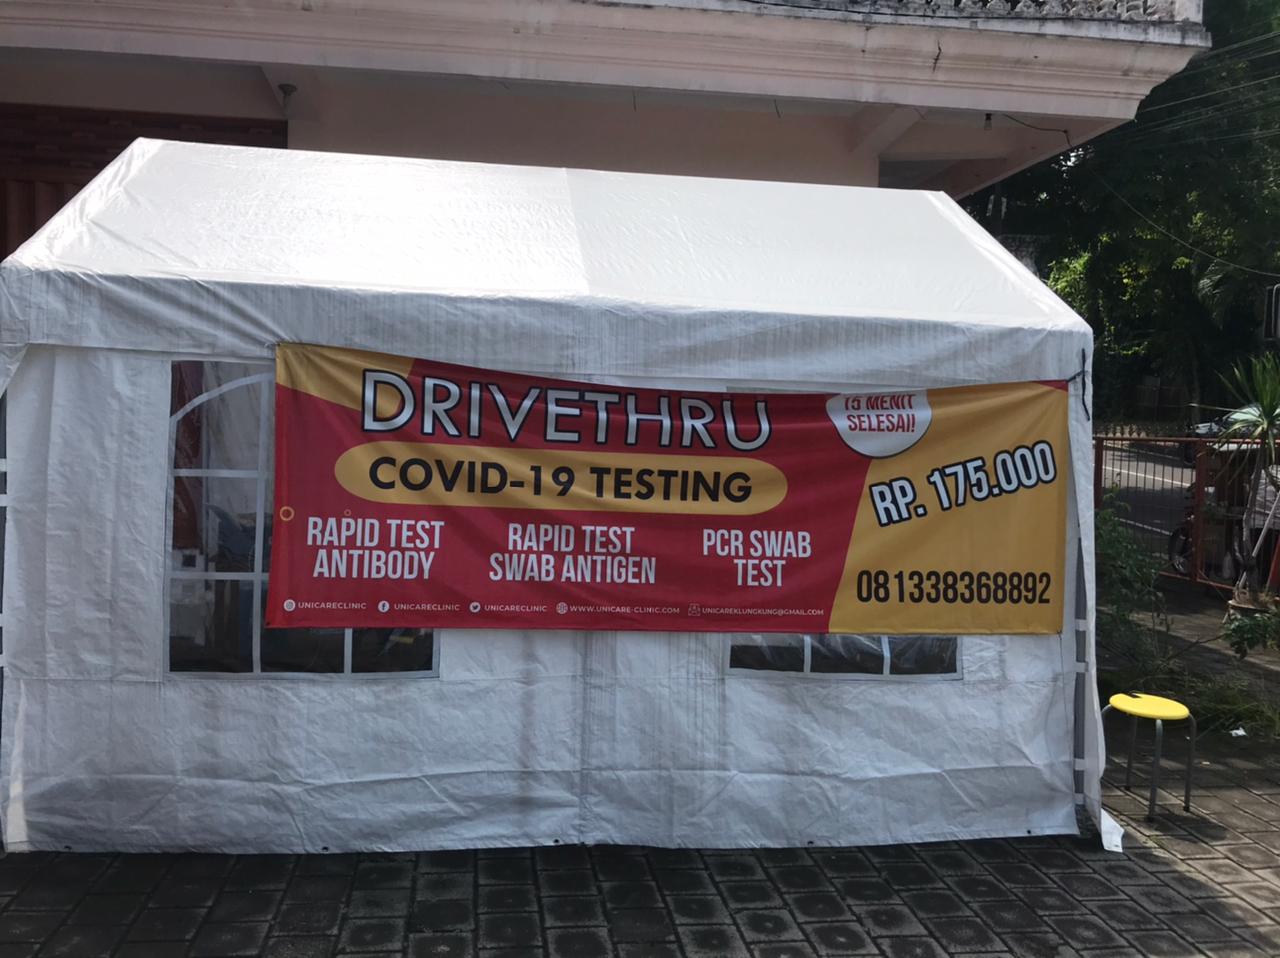 DRIVETHRU
COVID-19 TESTING
RAPID TEST
ANTIBODY
RAPID TEST
SWAB ANTIGEN
PCR SWAB
TEST
UNICARECLINIC
UNICARECLINIC
UNICARECLINIC
WWW.UNICARE-CLINIC.COM
UNICAREKLUNGKUNG@GMAIL.COM
15 MENIT
SELESAI!
RP. 175.000
081338368892